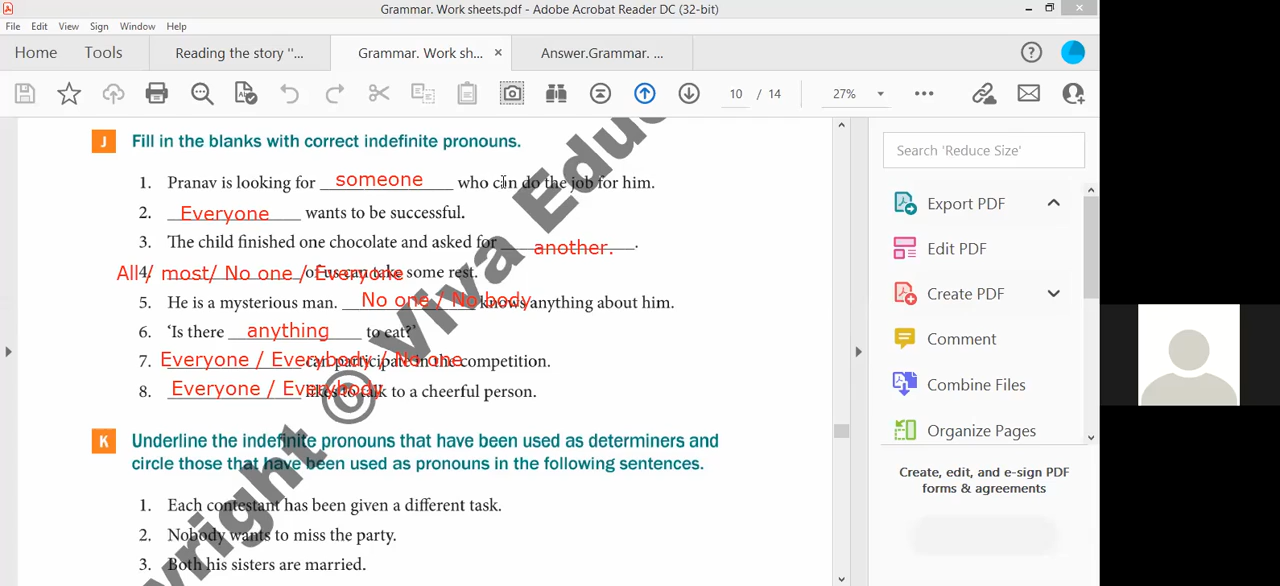 Grammar. Work sheets.pdf - Adobe Acrobat Reader DC (32-bit)
File Edit View Sign Window Help
Home Tools Reading the story "... Grammar. Work sh... × Answer.Grammar. ...
10 / 14 27%
Search 'Reduce Size'
Export PDF
Edit PDF
Create PDF
Comment
Combine Files
Organize Pages
Create, edit, and e-sign PDF
forms & agreements
J Fill in the blanks with correct indefinite pronouns.
1. Pranav is looking for someone who can do the job for him.
2. Everyone wants to be successful.
3. The child finished one chocolate and asked for another. .
4. All / most/ No one / Everyone of us can take some rest.
5. He is a mysterious man. No one / Nobody knows anything about him.
6. 'Is there anything to eat?'
7. Everyone / Everybody / No one can participate in the competition.
8. Everyone / Everybody likes to talk to a cheerful person.
K Underline the indefinite pronouns that have been used as determiners and
circle those that have been used as pronouns in the following sentences.
1. Each contestant has been given a different task.
2. Nobody wants to miss the party.
3. Both his sisters are married.
yright © Viva Educ